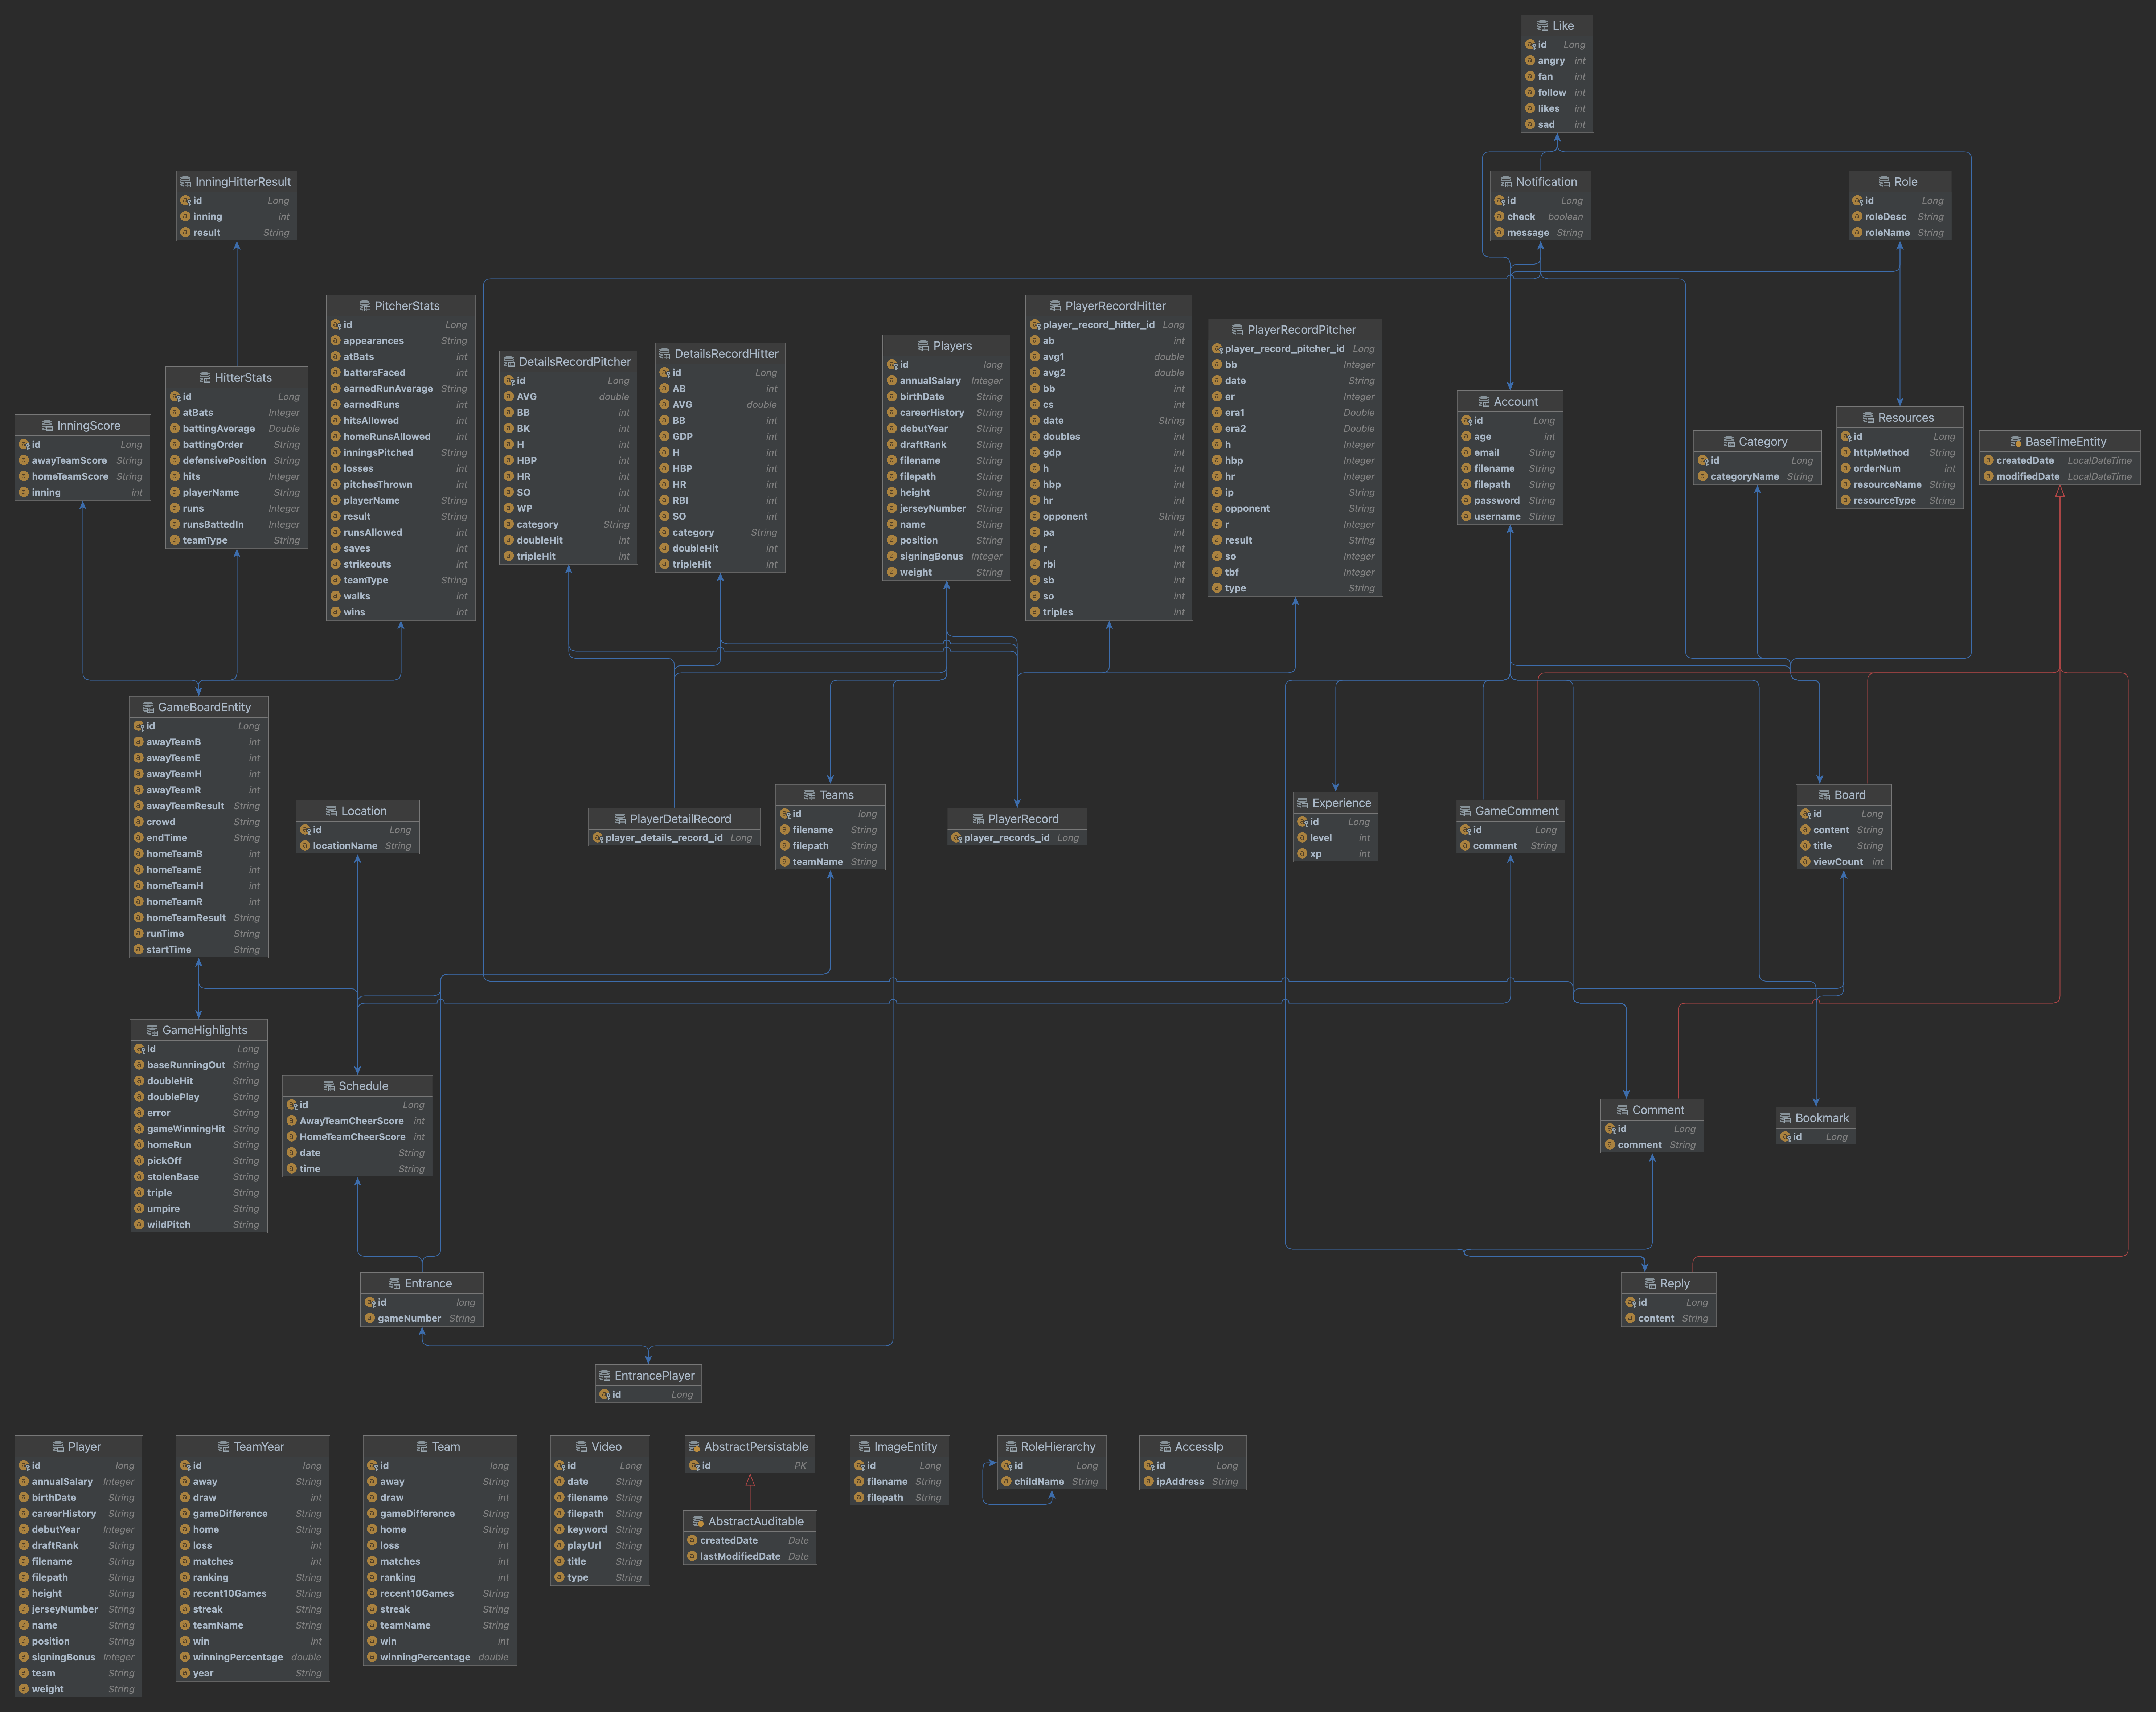 Like
id Long
angry int
fan int
follow int
likes int
sad int
InningHitterResult
id Long
inning int
result String
Notification
id Long
check boolean
message String
Role
id Long
roleDesc String
roleName String
PitcherStats
id Long
appearances String
atBats int
battersFaced int
earnedRunAverage String
earnedRuns int
hitsAllowed int
homeRunsAllowed int
inningsPitched String
losses int
pitchesThrown int
playerName String
result String
runsAllowed int
saves int
strikeouts int
teamType String
walks int
wins int
PlayerRecordHitter
player_record_hitter_id Long
ab int
avg1 double
avg2 double
bb int
cs int
date String
doubles int
gdp int
h int
hbp int
hr int
opponent String
pa int
r int
rbi int
sb int
so int
triples int
PlayerRecordPitcher
player_record_pitcher_id Long
bb Integer
date String
er Integer
era1 Double
era2 Double
h Integer
hbp Integer
hr Integer
ip String
opponent String
r Integer
result String
so Integer
tbf Integer
type String
Players
id long
annualSalary Integer
birthDate String
careerHistory String
debutYear String
draftRank String
filename String
filepath String
height String
jerseyNumber String
name String
position String
signingBonus Integer
weight String
DetailsRecordHitter
id Long
AB int
AVG double
BB int
GDP int
H int
HBP int
HR int
RBI int
SO int
category String
doubleHit int
tripleHit int
DetailsRecordPitcher
id Long
AVG double
BB int
BK int
H int
HBP int
HR int
SO int
WP int
category String
doubleHit int
tripleHit int
HitterStats
id Long
atBats Integer
battingAverage Double
battingOrder String
defensivePosition String
hits Integer
playerName String
runs Integer
runsBattedIn Integer
teamType String
Account
id Long
age int
email String
filename String
filepath String
password String
username String
Resources
id Long
httpMethod String
orderNum int
resourceName String
resourceType String
InningScore
id Long
awayTeamScore String
homeTeamScore String
inning int
Category
id Long
categoryName String
BaseTimeEntity
createdDate LocalDateTime
modifiedDate LocalDateTime
GameBoardEntity
id Long
awayTeamB int
awayTeamE int
awayTeamH int
awayTeamR int
awayTeamResult String
crowd String
endTime String
homeTeamB int
homeTeamE int
homeTeamH int
homeTeamR int
homeTeamResult String
runTime String
startTime String
Location
id Long
locationName String
PlayerDetailRecord
player_details_record_id Long
Teams
id long
filename String
filepath String
teamName String
PlayerRecord
player_records_id Long
Experience
id Long
level int
xp int
GameComment
id Long
comment String
Board
id Long
content String
title String
viewCount int
GameHighlights
id Long
baseRunningOut String
doubleHit String
doublePlay String
error String
gameWinningHit String
homeRun String
pickOff String
stolenBase String
triple String
umpire String
wildPitch String
Schedule
id Long
AwayTeamCheerScore int
HomeTeamCheerScore int
date String
time String
Comment
id Long
comment String
Bookmark
id Long
Entrance
id long
gameNumber String
Reply
id Long
content String
EntrancePlayer
id Long
Player
id long
annualSalary Integer
birthDate String
careerHistory String
debutYear Integer
draftRank String
filename String
filepath String
height String
jerseyNumber String
name String
position String
signingBonus Integer
team String
weight String
TeamYear
id long
away String
draw int
gameDifference String
home String
loss int
matches int
ranking String
recent10Games String
streak String
teamName String
win int
winningPercentage double
year String
Team
id long
away String
draw int
gameDifference String
home String
loss int
matches int
ranking int
recent10Games String
streak String
teamName String
win int
winningPercentage double
Video
id Long
date String
filename String
filepath String
keyword String
playUrl String
title String
type String
AbstractPersistable
id PK
AbstractAuditable
createdDate Date
lastModifiedDate Date
ImageEntity
id Long
filename String
filepath String
RoleHierarchy
id Long
childName String
AccessIp
id Long
ipAddress String